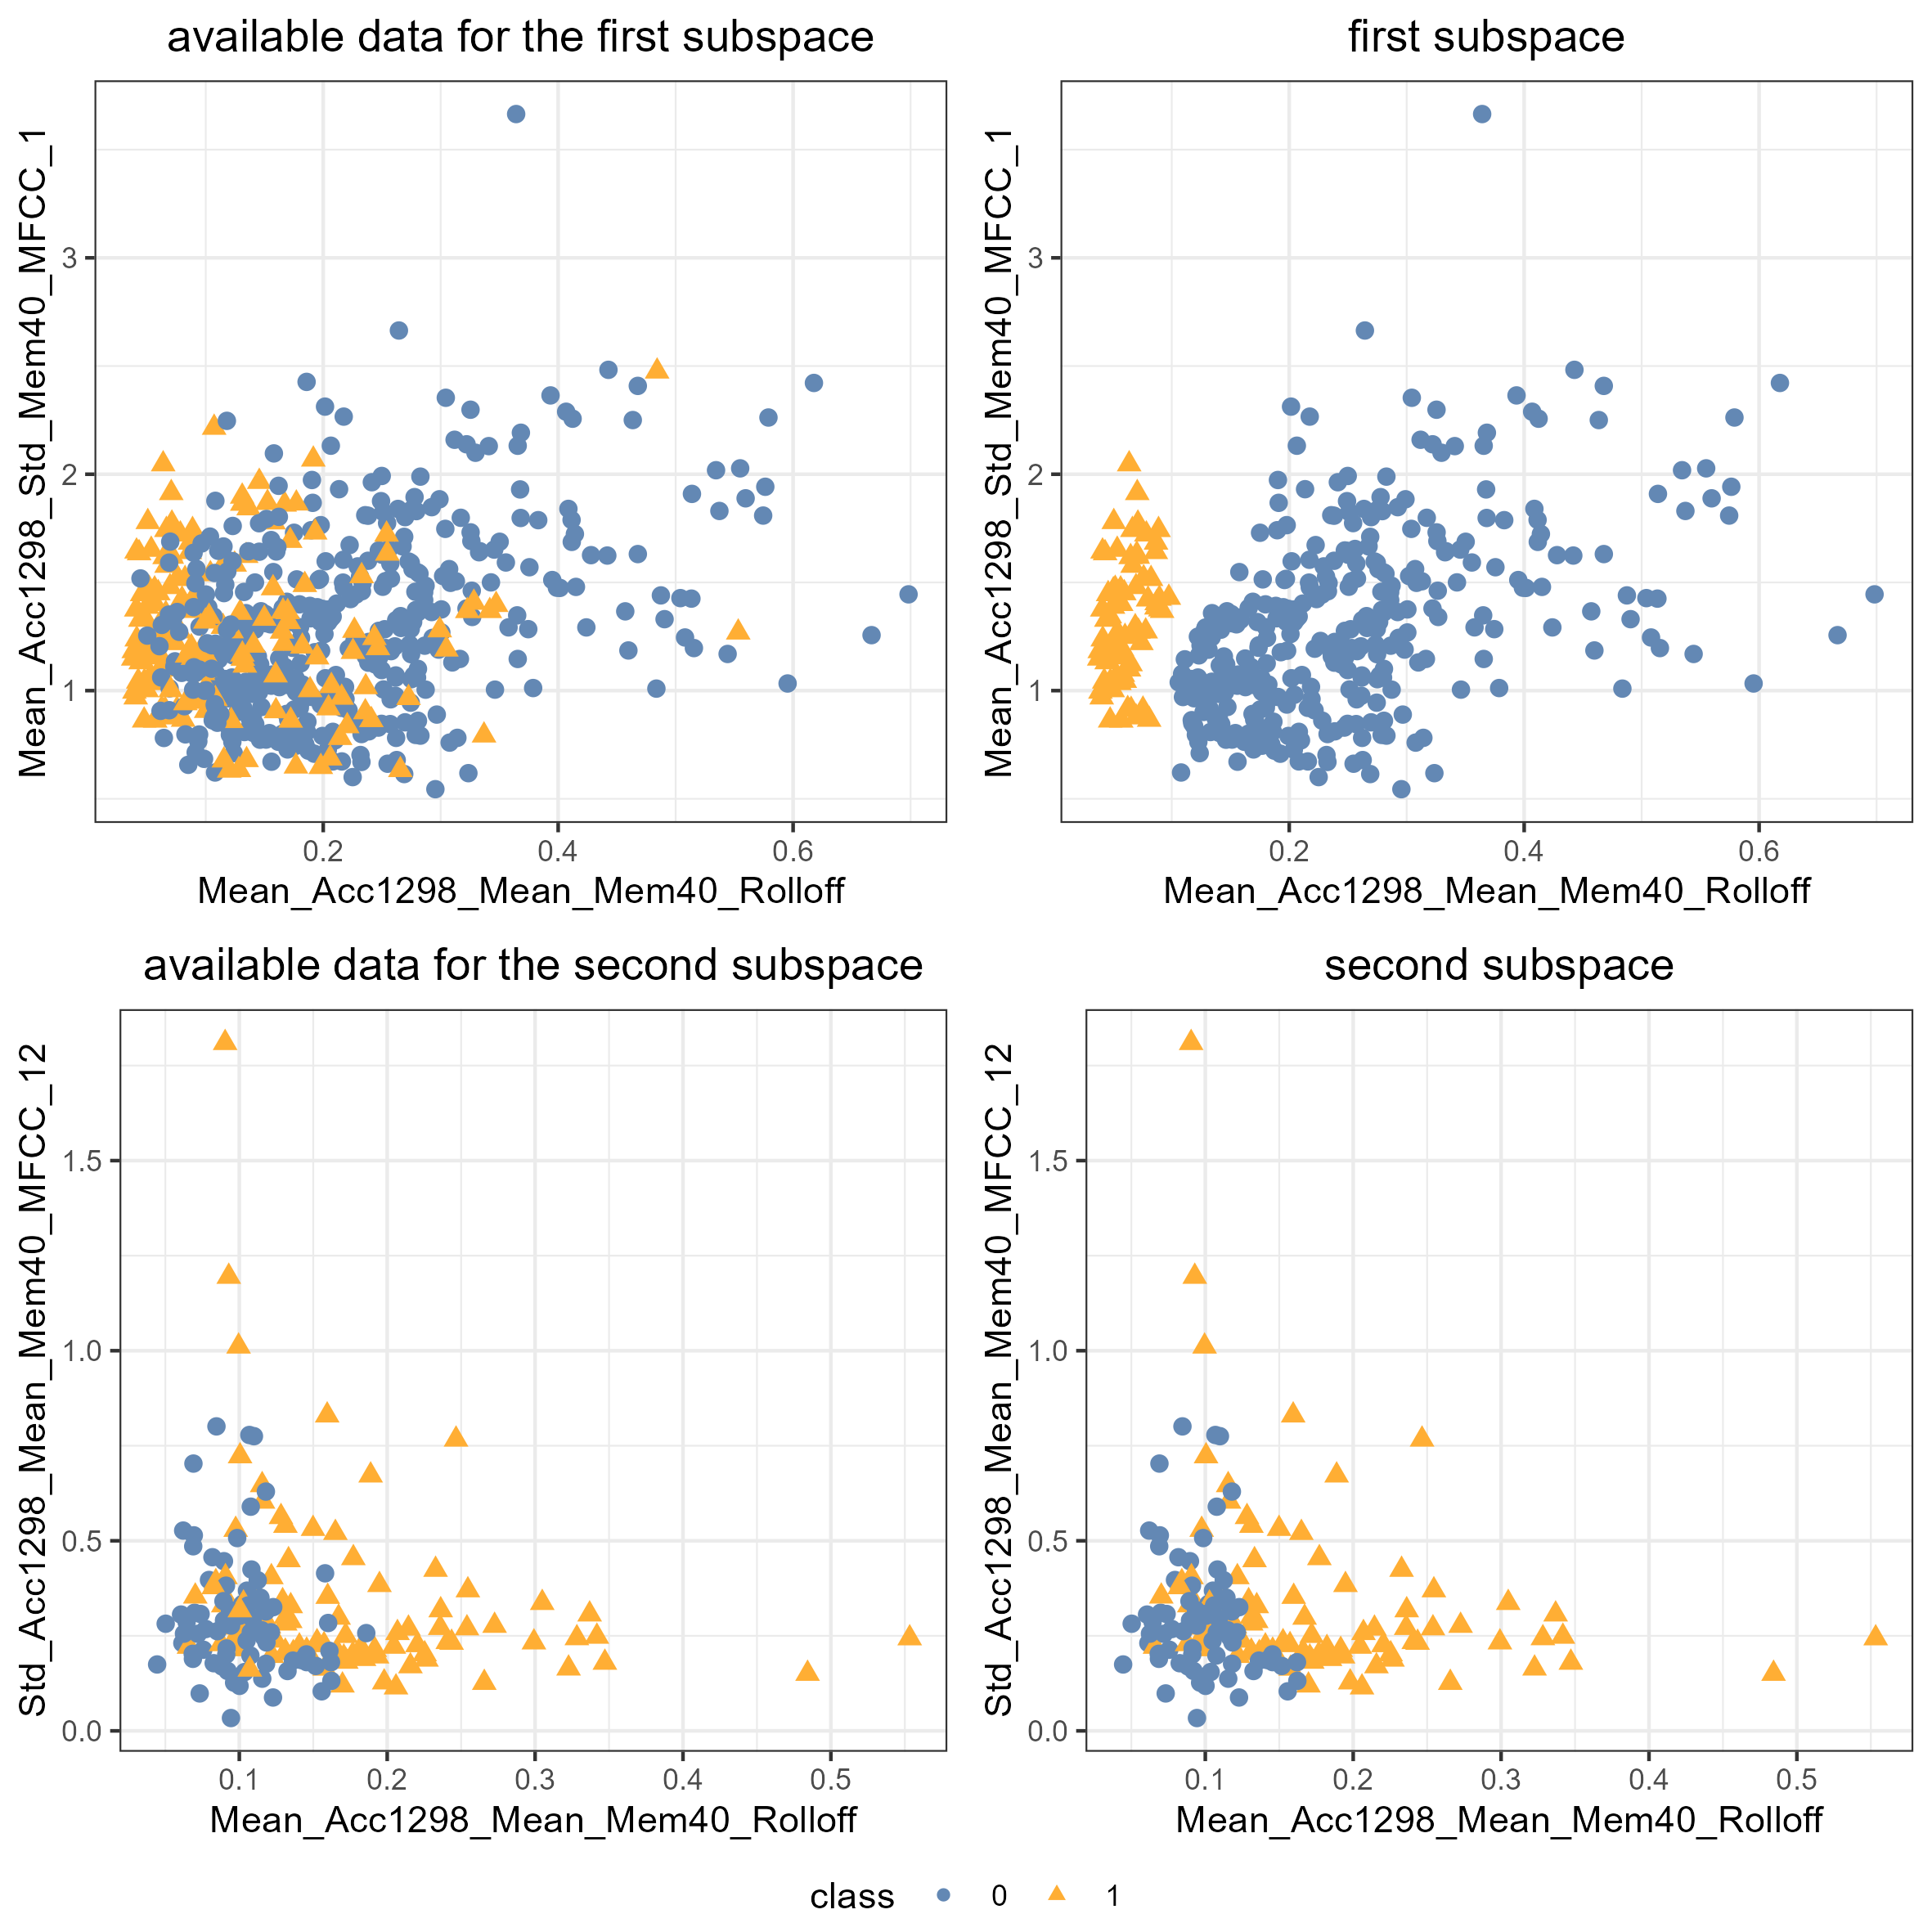 available data for the first subspace
Mean_Acc1298_Std_Mem40_MFCC_1
3
2
1
0.2 0.4 0.6
Mean_Acc1298_Mean_Mem40_Rolloff
first subspace
Mean_Acc1298_Std_Mem40_MFCC_1
3
2
1
0.2 0.4 0.6
Mean_Acc1298_Mean_Mem40_Rolloff
available data for the second subspace
Std_Acc1298_Mean_Mem40_MFCC_12
1.5
1.0
0.5
0.0
0.1 0.2 0.3 0.4 0.5
Mean_Acc1298_Mean_Mem40_Rolloff
second subspace
Std_Acc1298_Mean_Mem40_MFCC_12
1.5
1.0
0.5
0.0
0.1 0.2 0.3 0.4 0.5
Mean_Acc1298_Mean_Mem40_Rolloff
class 0 1